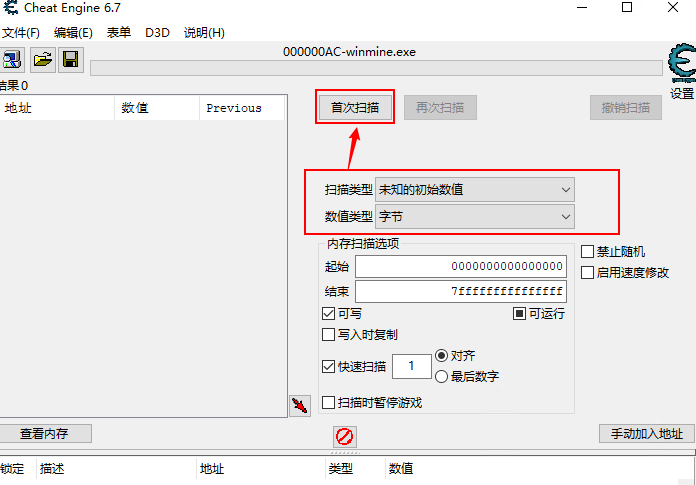 Cheat Engine 6.7
文件(F) 编辑(E) 表单 D3D 说明(H)
000000AC-winmine.exe
设置
结果0
地址 数值 Previous
首次扫描 再次扫描 撤销扫描
扫描类型 未知的初始数值
数值类型 字节
内存扫描选项
禁止随机
起始 0000000000000000
启用速度修改
结束 7fffffffffffffff
可写 可运行
写入时复制
快速扫描 1 对齐
最后数字
扫描时暂停游戏
查看内存 手动加入地址
锁定 描述 地址 类型 数值